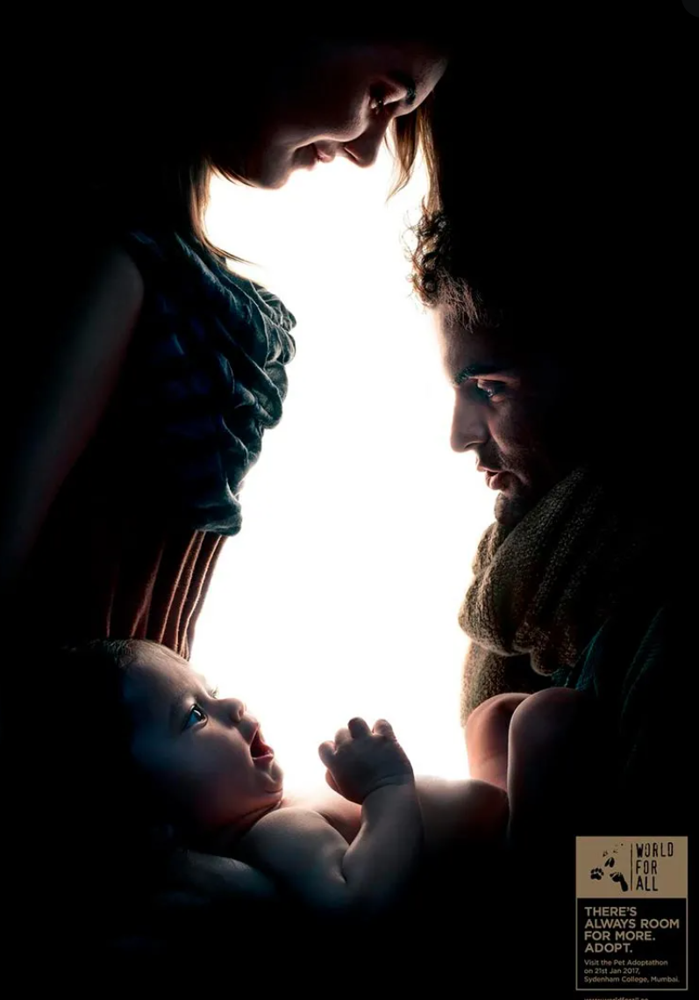 WORLD
FOR
ALL
THERE'S
ALWAYS ROOM
FOR MORE.
ADOPT.
Visit the Pet Adoptathon
on 21st Jan 2017,
Sydenham College, Mumbai.